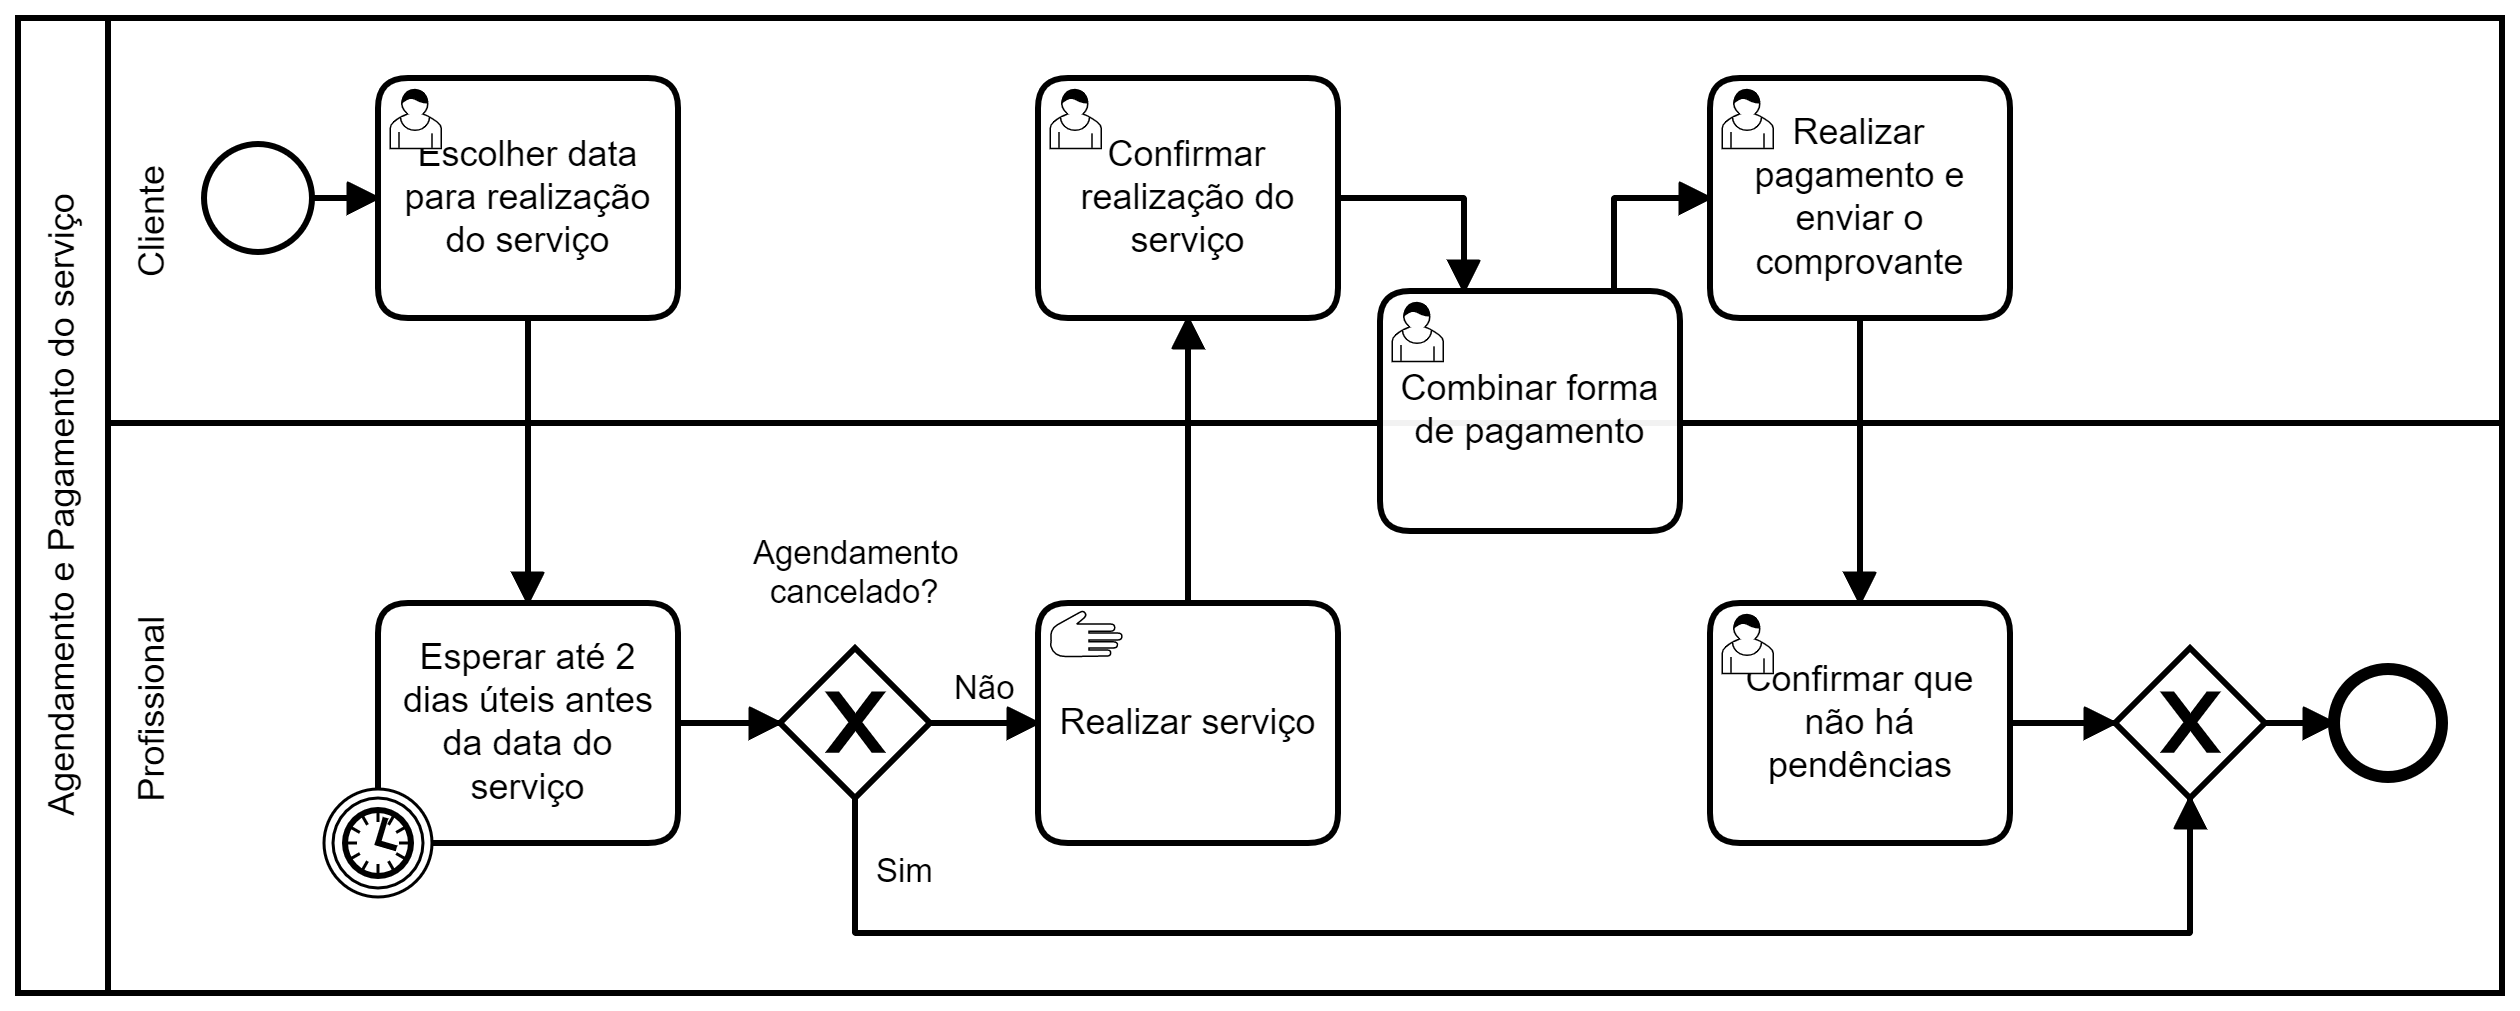 Agendamento e Pagamento do serviço
Cliente
Escolher data
para realização
do serviço
Confirmar
realização do
serviço
Combinar forma
de pagamento
Realizar
pagamento e
enviar o
comprovante
Profissional
Esperar até 2
dias úteis antes
da data do
serviço
Agendamento
cancelado?
Não
Sim
Realizar serviço
Confirmar que
não há
pendências